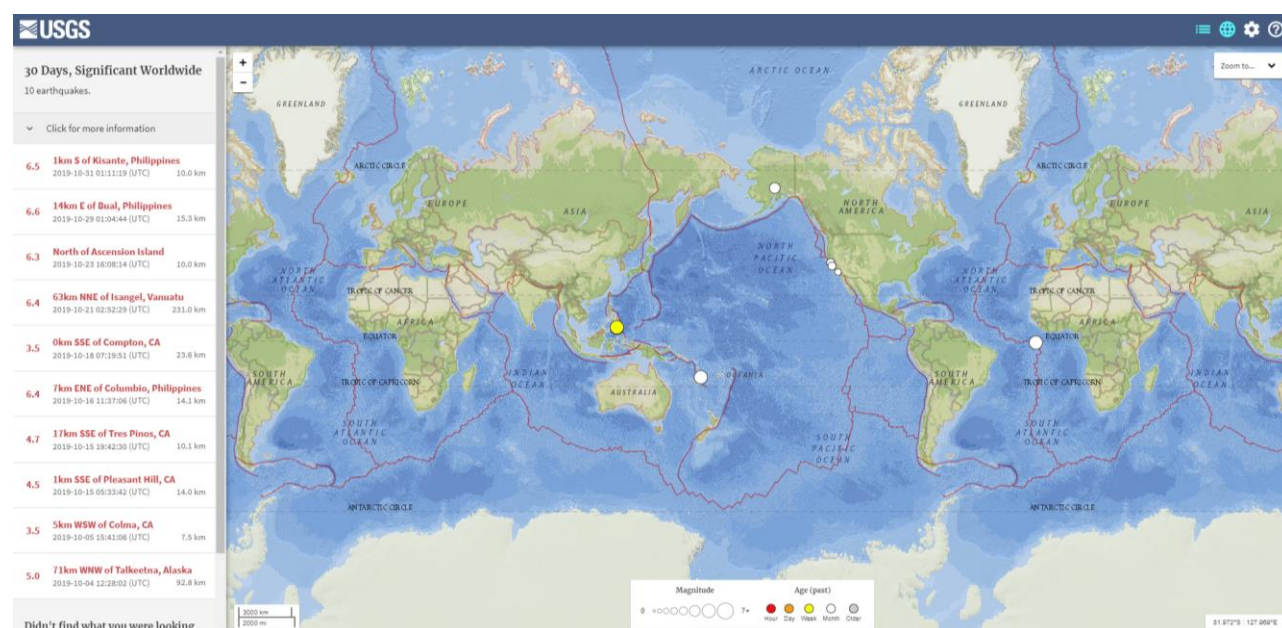 USGS
30 Days, Significant Worldwide
10 earthquakes.
Click for more information
6.5 1km S of Kisante, Philippines
2019-10-31 01:11:19 (UTC) 10.0 km
6.6 14km E of Bual, Philippines
2019-10-29 01:04:44 (UTC) 15.3 km
6.3 North of Ascension Island
2019-10-23 16:08:14 (UTC) 10.0 km
6.4 63km NNE of Isangel, Vanuatu
2019-10-21 02:52:29 (UTC) 231.0 km
3.5 0km SSE of Compton, CA
2019-10-18 07:19:51 (UTC) 23.6 km
6.4 7km ENE of Columbio, Philippines
2019-10-16 11:37:06 (UTC) 14.1 km
4.7 17km SSE of Tres Pinos, CA
2019-10-15 19:42:30 (UTC) 10.1 km
4.5 1km SSE of Pleasant Hill, CA
2019-10-15 05:33:42 (UTC) 14.0 km
3.5 5km WSW of Colma, CA
2019-10-05 15:41:06 (UTC) 7.5 km
5.0 71km WNW of Talkeetna, Alaska
2019-10-04 12:28:02 (UTC) 92.8 km
Didn't find what you were looking
+
-
Zoom to...
ARCTIC OCEAN
GREENLAND
GREENLAND
ARCTIC CIRCLE
ARCTIC CIRCLE
EUROPE
ASIA
NORTH AMERICA
EUROPE
ASIA
NORTH ATLANTIC OCEAN
NORTH PACIFIC OCEAN
NORTH ATLANTIC OCEAN
TROPIC OF CANCER
TROPIC OF CANCER
AFRICA
AFRICA
EQUATOR
EQUATOR
SOUTH AMERICA
INDIAN OCEAN
OCEANIA
SOUTH AMERICA
INDIAN OCEAN
TROPIC OF CAPRICORN
AUSTRALIA
TROPIC OF CAPRICORN
SOUTH ATLANTIC OCEAN
SOUTH PACIFIC OCEAN
SOUTH ATLANTIC OCEAN
ANTARCTIC CIRCLE
ANTARCTIC CIRCLE
3000 km
2000 mi
Magnitude
0 7+
Age (past)
Hour Day Week Month Older
81.972°S | 127.969°E